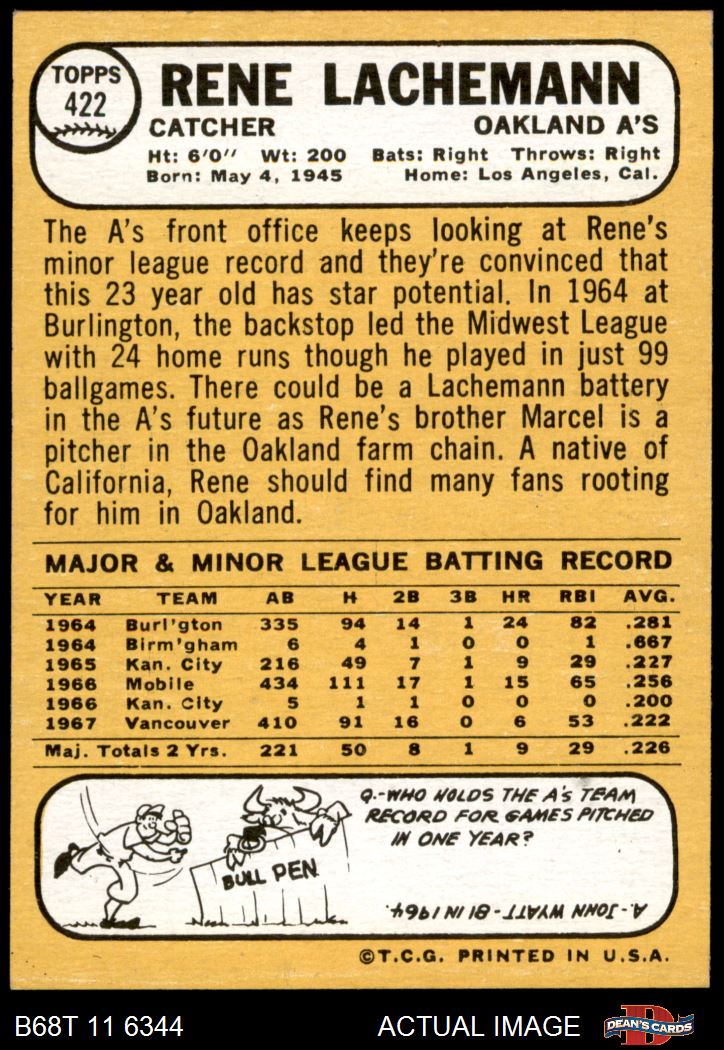 TOPPS
422
RENE LACHEMANN
CATCHER OAKLAND A'S
Ht: 6'0" Wt: 200 Bats: Right Throws: Right
Born: May 4, 1945 Home: Los Angeles, Cal.
The A's front office keeps looking at Rene's
minor league record and they're convinced that
this 23 year old has star potential. In 1964 at
Burlington, the backstop led the Midwest League
with 24 home runs though he played in just 99
ballgames. There could be a Lachemann battery
in the A's future as Rene's brother Marcel is a
pitcher in the Oakland farm chain. A native of
California, Rene should find many fans rooting
for him in Oakland.
MAJOR & MINOR LEAGUE BATTING RECORD
YEAR TEAM AB H 2B 3B HR RBI AVG.
1964 Burl'gton 335 94 14 1 24 82 .281
1964 Birm'gham 6 4 1 0 0 1 .667
1965 Kan. City 216 49 7 1 9 29 .227
1966 Mobile 434 111 17 1 15 65 .256
1966 Kan. City 5 1 1 0 0 0 .200
1967 Vancouver 410 91 16 0 6 53 .222
Maj. Totals 2 Yrs. 221 50 8 1 9 29 .226
BULL PEN
Q.-WHO HOLDS THE A's TEAM
RECORD FOR GAMES PITCHED
IN ONE YEAR?
A.-JOHN WYATT-81 IN 1964.
©T.C.G. PRINTED IN U.S.A.
B68T 11 6344 ACTUAL IMAGE
D
DEAN'S CARDS